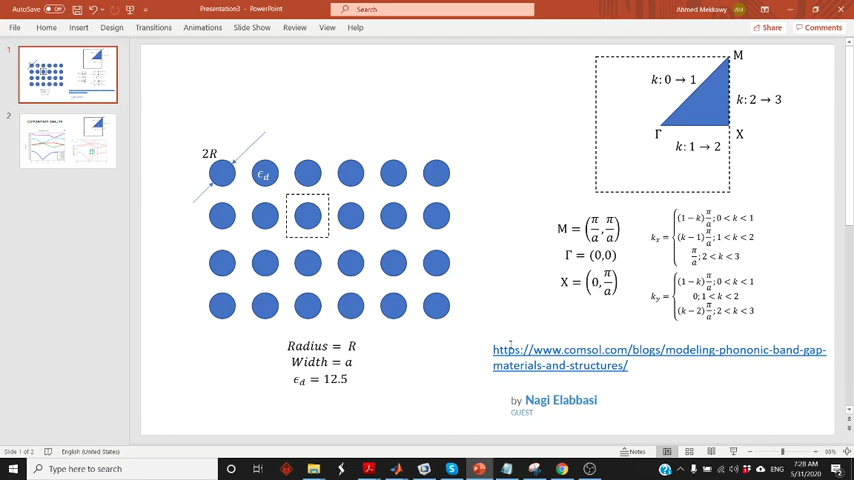 AutoSave Off
Presentation3 - PowerPoint
Search
Ahmed Mekkawy
AM
File Home Insert Design Transitions Animations Slide Show Review View Help
Share Comments
1
2
2R
ϵ_d
Radius = R
Width = a
ϵ_d = 12.5
M
k: 0 → 1
k: 2 → 3
Γ
X
k: 1 → 2
M = (π/a, π/a)
Γ = (0,0)
X = (0, π/a)
k_x = { (1 − k) π/a ; 0 < k < 1
(k − 1) π/a ; 1 < k < 2
π/a ; 2 < k < 3
k_y = { (1 − k) π/a ; 0 < k < 1
0; 1 < k < 2
(k − 2) π/a ; 2 < k < 3
https://www.comsol.com/blogs/modeling-phononic-band-gap-
materials-and-structures/
by Nagi Elabbasi
GUEST
Slide 1 of 2 English (United States) Notes 98%
Type here to search
ENG
7:28 AM
5/31/2020